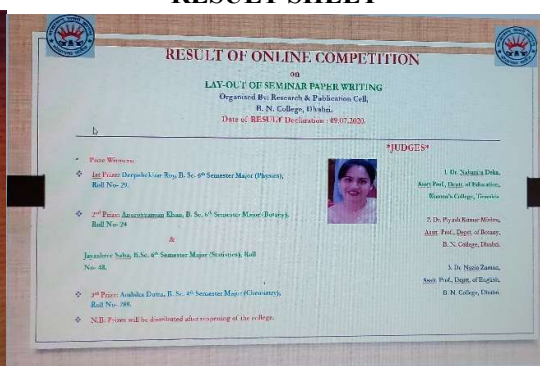 RESULT OF ONLINE COMPETITION
on
LAY-OUT OF SEMINAR PAPER WRITING
Organised By: Research & Publication Cell,
B. N. College, Dhubri.
Date of RESULT Declaration : 09.07.2020.
*JUDGES*
Prize Winners:
1st Prize: Roy, B. Sc. 6th Semester Major (Physics),
Roll No- 29.
2nd Prize: Khan, B. Sc. 6th Semester Major (Botany),
Roll No- 24
&
Jayashree Saha, B.Sc. 6th Semester Major (Statistics), Roll
No- 48.
3rd Prize: Anshika Dutta, B. Sc. 4th Semester Major (Chemistry),
Roll No- 288.
N.B. Prizes will be distributed after reopening of the college.
1. Dr. Nabanita Deka,
Asstt Prof., Deptt. of Education,
Women's College, Tinsukia
2. Dr. Piyush Kumar Mishra,
Asstt. Prof., Deptt. of Botany,
B. N. College, Dhubri.
3. Dr. Nazia Zaman,
Asstt. Prof., Deptt. of English,
B. N. College, Dhubri